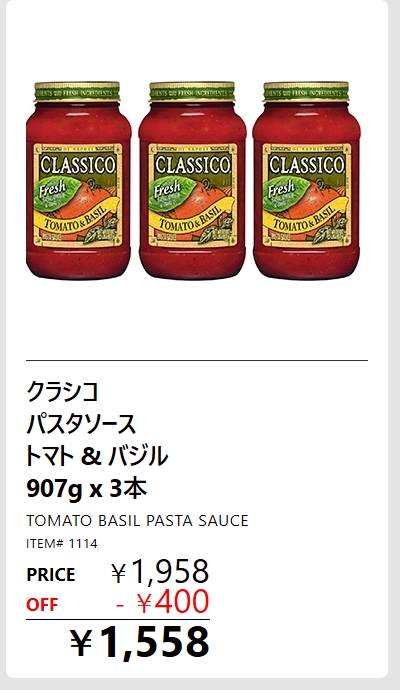 CLASSICO
Fresh
TOMATO & BASIL
CLASSICO
Fresh
TOMATO & BASIL
CLASSICO
Fresh
TOMATO & BASIL
クラシコ
パスタソース
トマト & バジル
907g x 3本
TOMATO BASIL PASTA SAUCE
ITEM# 1114
PRICE ¥1,958
OFF - ¥400
¥1,558